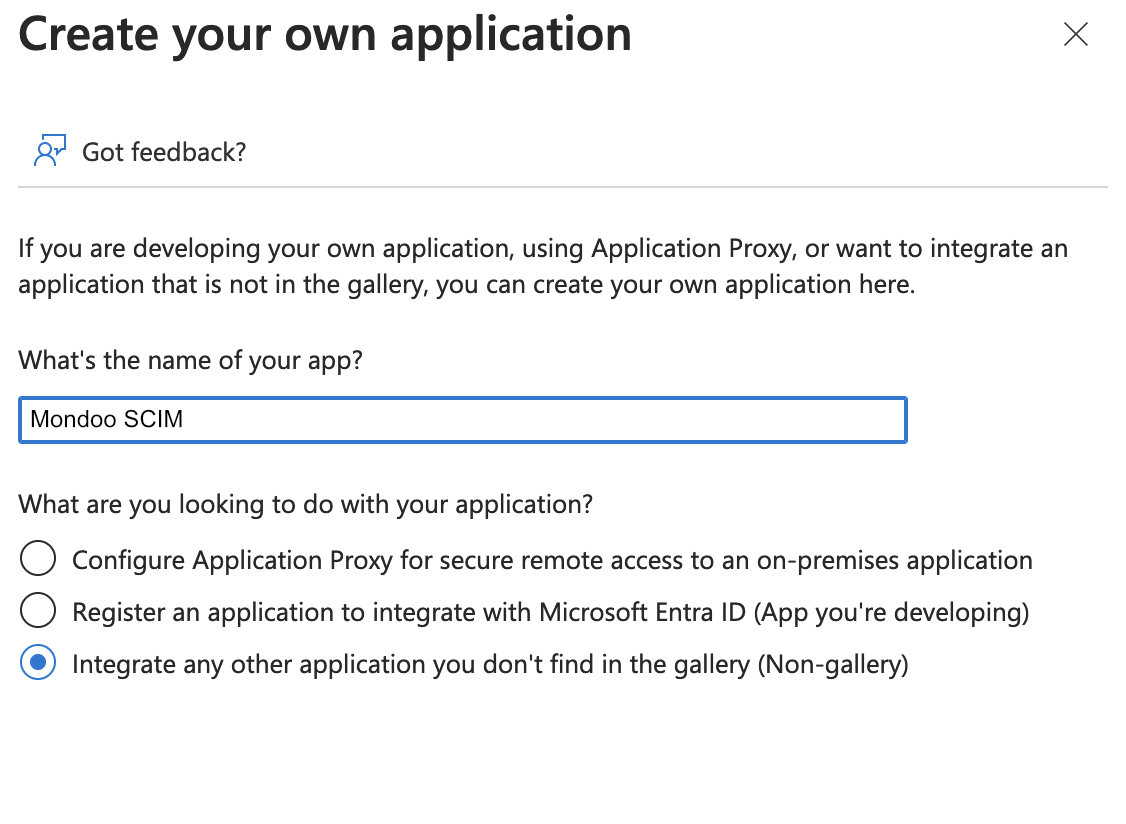 Create your own application
Got feedback?
If you are developing your own application, using Application Proxy, or want to integrate an
application that is not in the gallery, you can create your own application here.
What's the name of your app?
Mondoo SCIM
What are you looking to do with your application?
Configure Application Proxy for secure remote access to an on-premises application
Register an application to integrate with Microsoft Entra ID (App you're developing)
Integrate any other application you don't find in the gallery (Non-gallery)